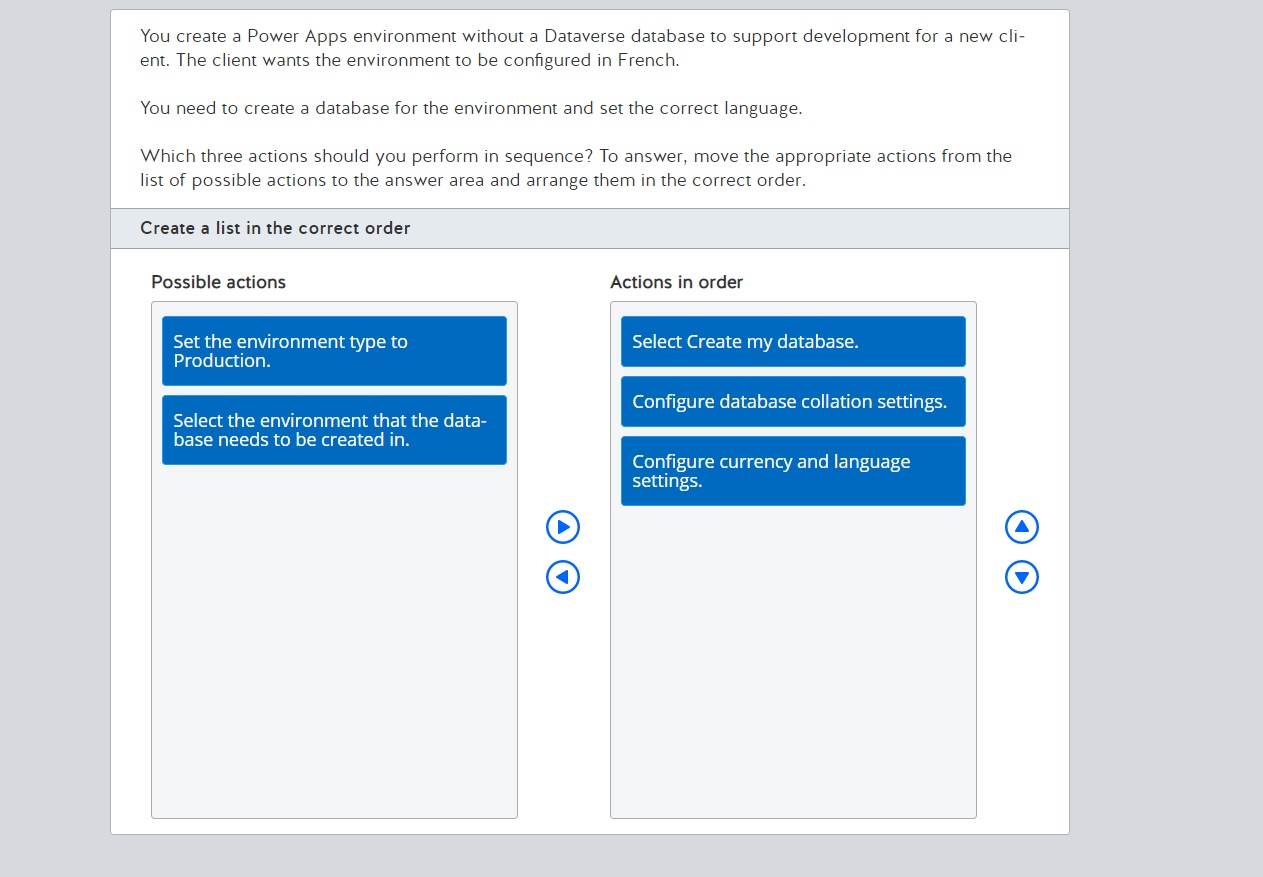 You create a Power Apps environment without a Dataverse database to support development for a new cli-
ent. The client wants the environment to be configured in French.
You need to create a database for the environment and set the correct language.
Which three actions should you perform in sequence? To answer, move the appropriate actions from the
list of possible actions to the answer area and arrange them in the correct order.
Create a list in the correct order
Possible actions
Set the environment type to
Production.
Select the environment that the data-
base needs to be created in.
Actions in order
Select Create my database.
Configure database collation settings.
Configure currency and language
settings.